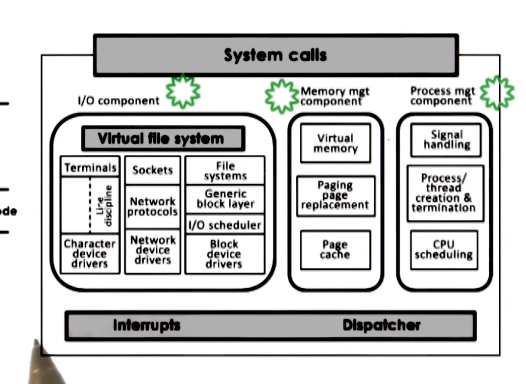 System calls
I/O component
Memory mgt
component
Process mgt
component
Virtual file system
Terminals
Line
discipline
Character
device
drivers
Sockets
Network
protocols
Network
device
drivers
File
systems
Generic
block layer
I/O scheduler
Block
device
drivers
Virtual
memory
Paging
page
replacement
Page
cache
Signal
handling
Process/
thread
creation &
termination
CPU
scheduling
Interrupts
Dispatcher